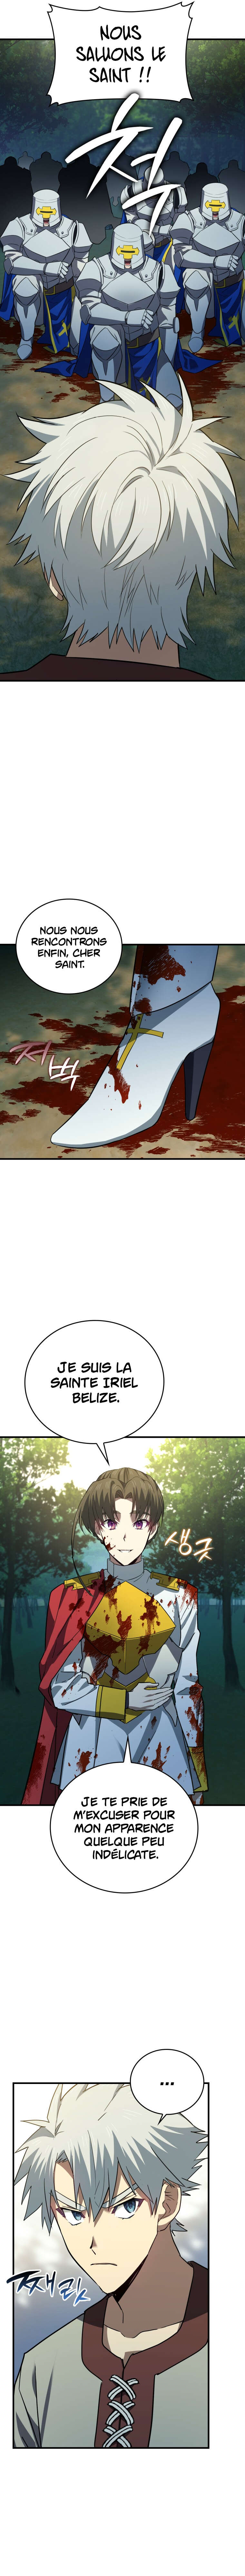 NOUS
SALUONS LE
SAINT !!
척
NOUS NOUS
RENCONTRONS
ENFIN, CHER
SAINT.
저
벅
JE SUIS LA
SAINTE IRIEL
BELIZE.
생긋
JE TE PRIE DE
M'EXCUSER POUR
MON APPARENCE
QUELQUE PEU
INDÉLICATE.
...
째릿